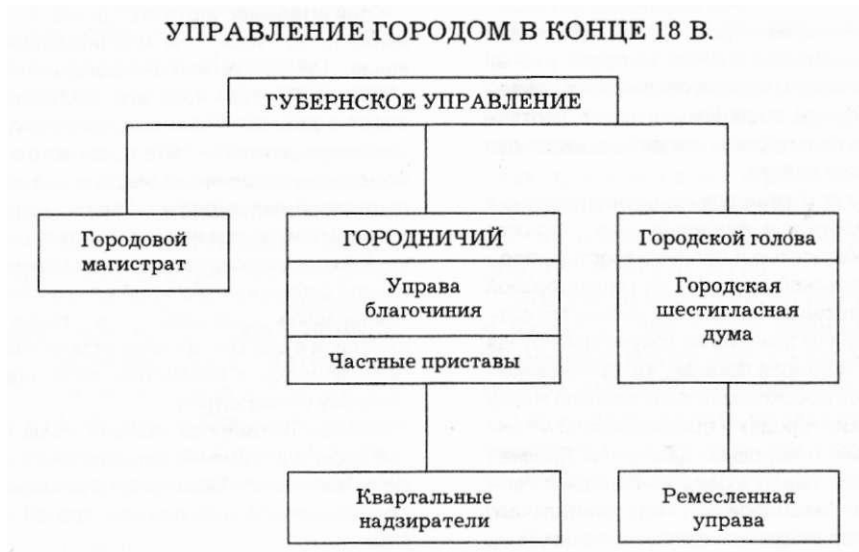 УПРАВЛЕНИЕ ГОРОДОМ В КОНЦЕ 18 В.
ГУБЕРНСКОЕ УПРАВЛЕНИЕ
Городовой
магистрат
ГОРОДНИЧИЙ
Управа
благочиния
Частные приставы
Квартальные
надзиратели
Городской голова
Городская
шестигласная
дума
Ремесленная
управа